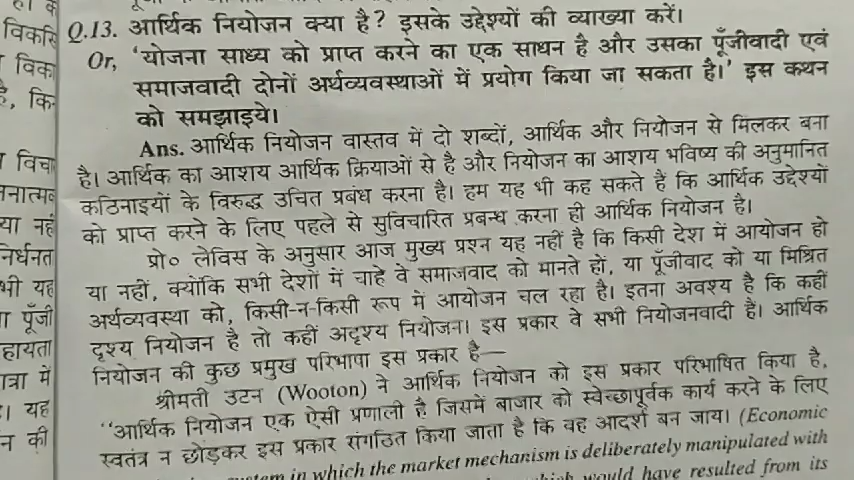 Q.13. आर्थिक नियोजन क्या है? इसके उद्देश्यों की व्याख्या करें।
Or, 'योजना साध्य को प्राप्त करने का एक साधन है और उसका पूँजीवादी एवं
समाजवादी दोनों अर्थव्यवस्थाओं में प्रयोग किया जा सकता है।' इस कथन
को समझाइये।
Ans. आर्थिक नियोजन वास्तव में दो शब्दों, आर्थिक और नियोजन से मिलकर बना
है। आर्थिक का आशय आर्थिक क्रियाओं से है और नियोजन का आशय भविष्य की अनुमानित
कठिनाइयों के विरुद्ध उचित प्रबंध करना है। हम यह भी कह सकते हैं कि आर्थिक उद्देश्यों
को प्राप्त करने के लिए पहले से सुविचारित प्रबन्ध करना ही आर्थिक नियोजन है।
प्रो० लेविस के अनुसार आज मुख्य प्रश्न यह नहीं है कि किसी देश में आयोजन हो
या नहीं, क्योंकि सभी देशों में चाहे वे समाजवाद को मानते हों, या पूँजीवाद को या मिश्रित
अर्थव्यवस्था को, किसी-न-किसी रूप में आयोजन चल रहा है। इतना अवश्य है कि कहीं
दृश्य नियोजन है तो कहीं अदृश्य नियोजन। इस प्रकार वे सभी नियोजनवादी हैं। आर्थिक
नियोजन की कुछ प्रमुख परिभाषा इस प्रकार है—
श्रीमती उटन (Wooton) ने आर्थिक नियोजन को इस प्रकार परिभाषित किया है,
''आर्थिक नियोजन एक ऐसी प्रणाली है जिसमें बाजार को स्वेच्छापूर्वक कार्य करने के लिए
स्वतंत्र न छोड़कर इस प्रकार संगठित किया जाता है कि वह आदर्श बन जाय। (Economic
in which the market mechanism is deliberately manipulated with
would have resulted from its
विकसि
विका
है, कि
विचा
या नहं
निर्धनता
भी यह
पूँजी
हायता
त्रा में
यह
न की